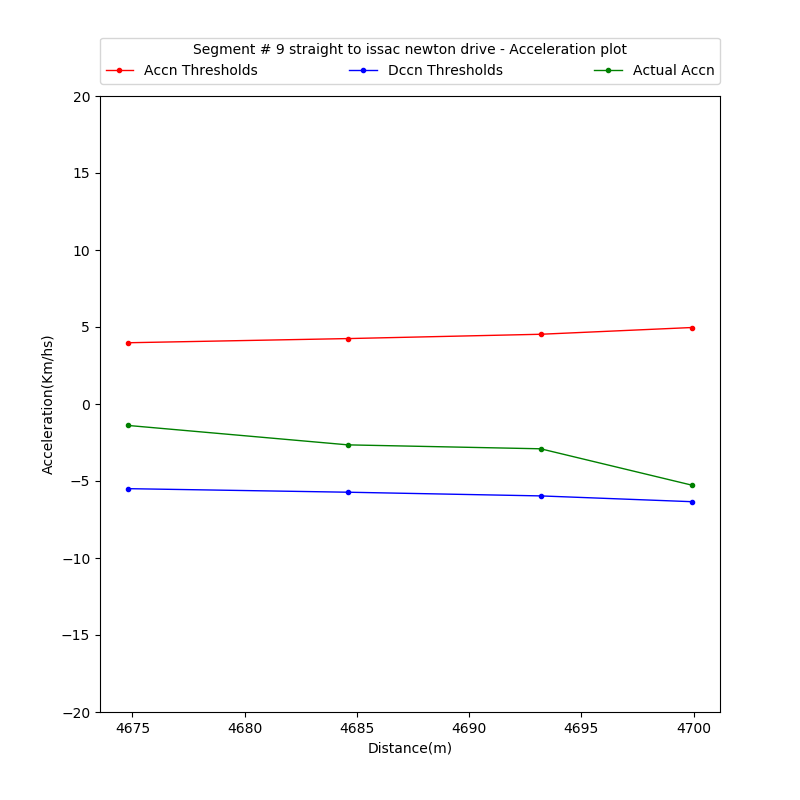 Segment # 9 straight to issac newton drive - Acceleration plot
Accn Thresholds Dccn Thresholds Actual Accn
20
15
10
5
0
−5
−10
−15
−20
Acceleration(Km/hs)
4675 4680 4685 4690 4695 4700
Distance(m)